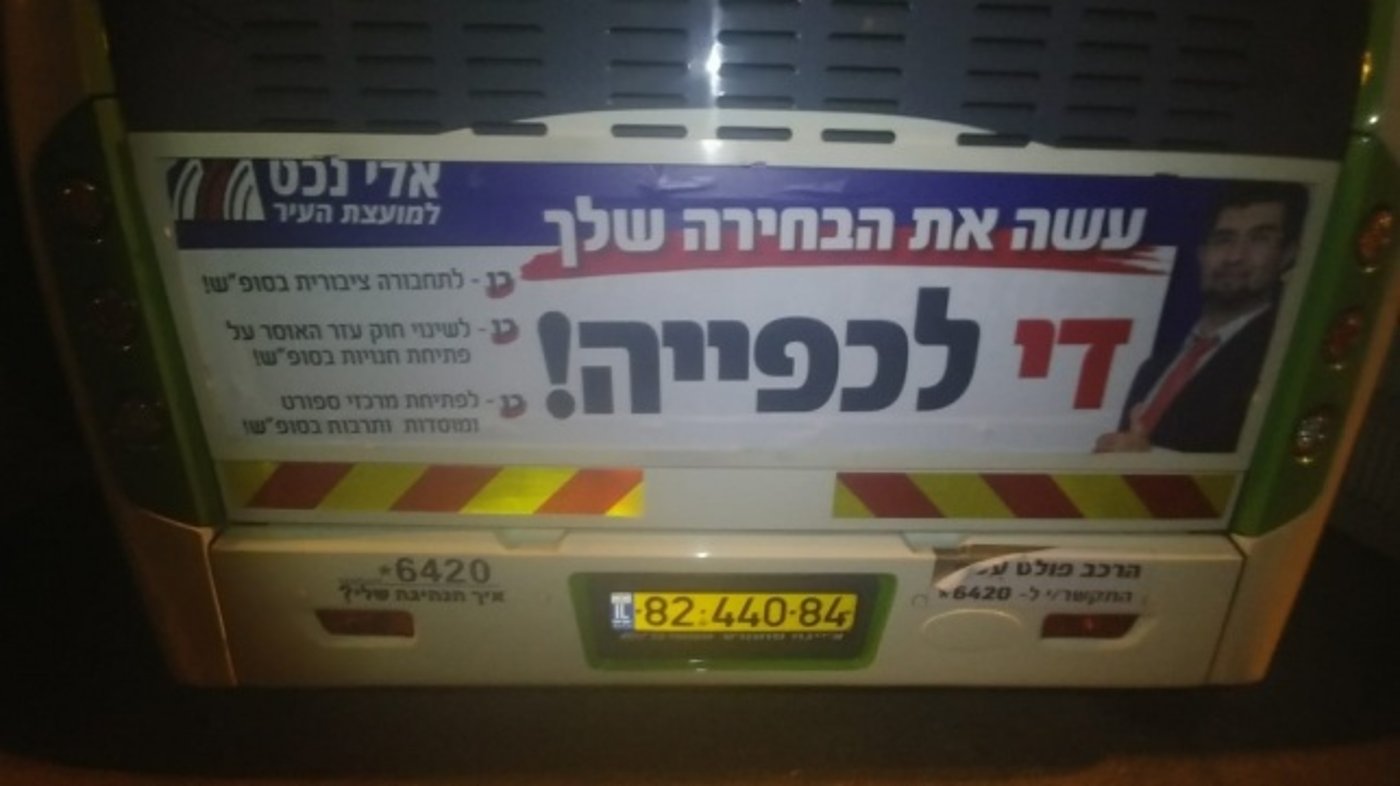 אלי נכט
למועצת העיר
עשה את הבחירה שלך
די לכפייה!
כן - לתחבורה ציבורית בסופ"ש!
כן - לשינוי חוק עזר האוסר על
פתיחת חנויות בסופ"ש!
כן - לפתיחת מרכזי ספורט
ומוסדות ותרבות בסופ"ש!
*6420
איך הנהיגה שלי?
הרכב פולט
התקשר/י ל- 6420*
IL
82-440-84